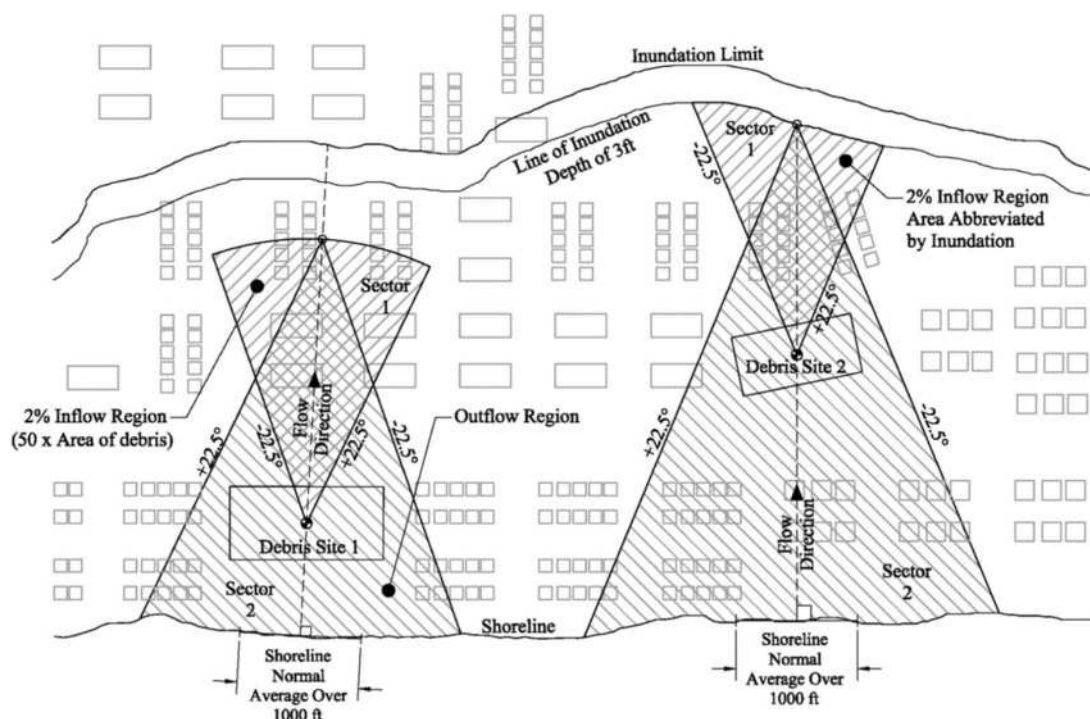 Inundation Limit
Line of Inundation
Depth of 3ft
Sector
1
-22.5°
+22.5°
2% Inflow Region
Area Abbreviated
by Inundation
Sector
1
Debris Site 2
2% Inflow Region
(50 x Area of debris)
+22.5°
-22.5°
Flow
Direction
+22.5°
-22.5°
Outflow Region
+22.5°
-22.5°
Debris Site 1
Flow
Direction
Sector
2
Sector
2
Shoreline
Shoreline
Normal
Average Over
1000 ft
Shoreline
Normal
Average Over
1000 ft